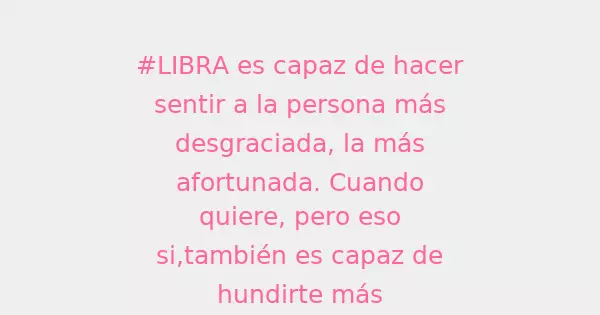 #LIBRA es capaz de hacer
sentir a la persona más
desgraciada, la más
afortunada. Cuando
quiere, pero eso
si,también es capaz de
hundirte más